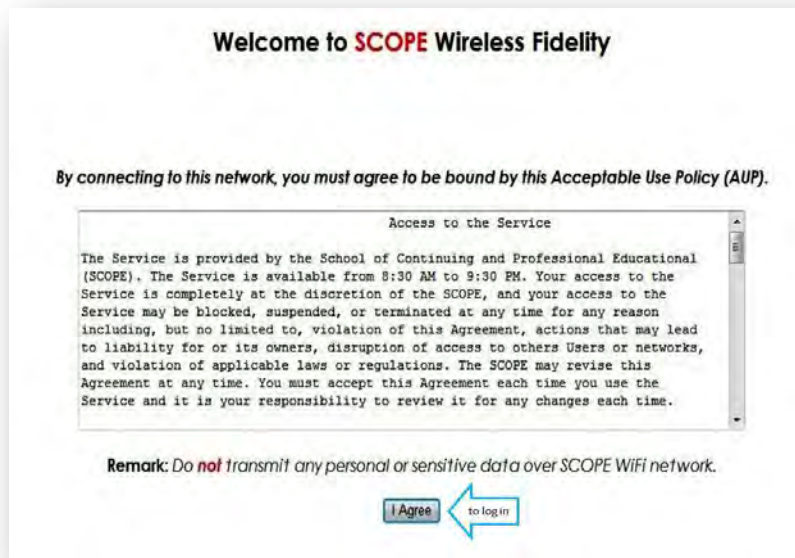 Welcome to SCOPE Wireless Fidelity
By connecting to this network, you must agree to be bound by this Acceptable Use Policy (AUP).
Access to the Service
The Service is provided by the School of Continuing and Professional Educational
(SCOPE). The Service is available from 8:30 AM to 9:30 PM. Your access to the
Service is completely at the discretion of the SCOPE, and your access to the
Service may be blocked, suspended, or terminated at any time for any reason
including, but no limited to, violation of this Agreement, actions that may lead
to liability for or its owners, disruption of access to others Users or networks,
and violation of applicable laws or regulations. The SCOPE may revise this
Agreement at any time. You must accept this Agreement each time you use the
Service and it is your responsibility to review it for any changes each time.
Remark: Do not transmit any personal or sensitive data over SCOPE WiFi network.
I Agree to log in